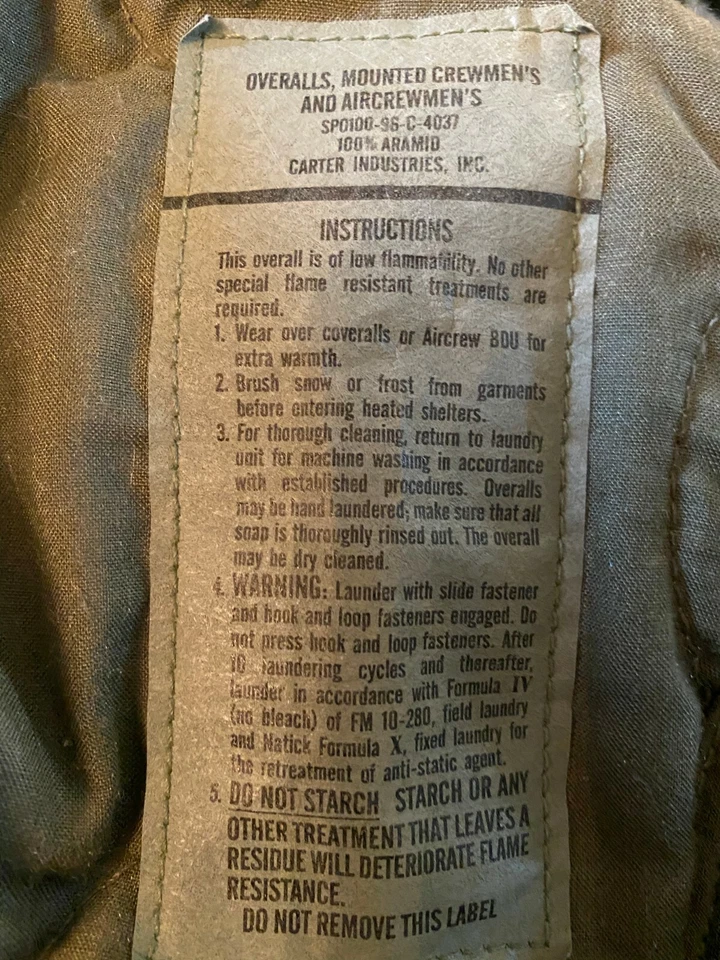 OVERALLS, MOUNTED CREWMEN'S
AND AIRCREWMEN'S
SPO100-96-C-4037
100% ARAMID
CARTER INDUSTRIES, INC.
INSTRUCTIONS
This overall is of low flammability. No other
special flame resistant treatments are
required.
1. Wear over coveralls or Aircrew BDU for
extra warmth.
2. Brush snow or frost from garments
before entering heated shelters.
3. For thorough cleaning, return to laundry
unit for machine washing in accordance
with established procedures. Overalls
may be hand laundered; make sure that all
soap is thoroughly rinsed out. The overall
may be dry cleaned.
4. WARNING: Launder with slide fastener
and hook and loop fasteners engaged. Do
not press hook and loop fasteners. After
10 laundering cycles and thereafter,
launder in accordance with Formula IV
(no bleach) of FM 10-280, field laundry
and Natick Formula X, fixed laundry for
the retreatment of anti-static agent.
5. DO NOT STARCH STARCH OR ANY
OTHER TREATMENT THAT LEAVES A
RESIDUE WILL DETERIORATE FLAME
RESISTANCE.
DO NOT REMOVE THIS LABEL